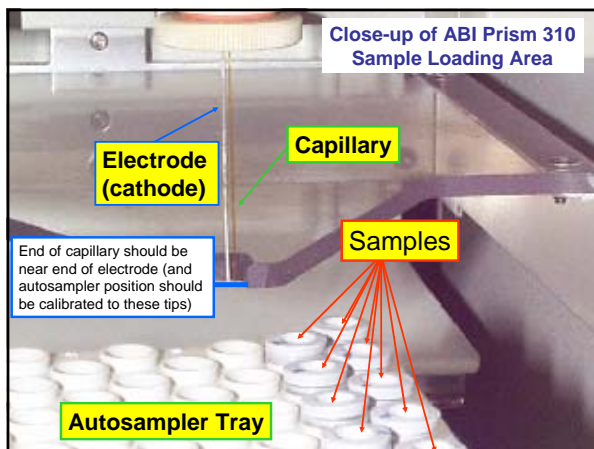 Close-up of ABI Prism 310
Sample Loading Area
Electrode
(cathode)
Capillary
End of capillary should be
near end of electrode (and
autosampler position should
be calibrated to these tips)
Samples
Autosampler Tray